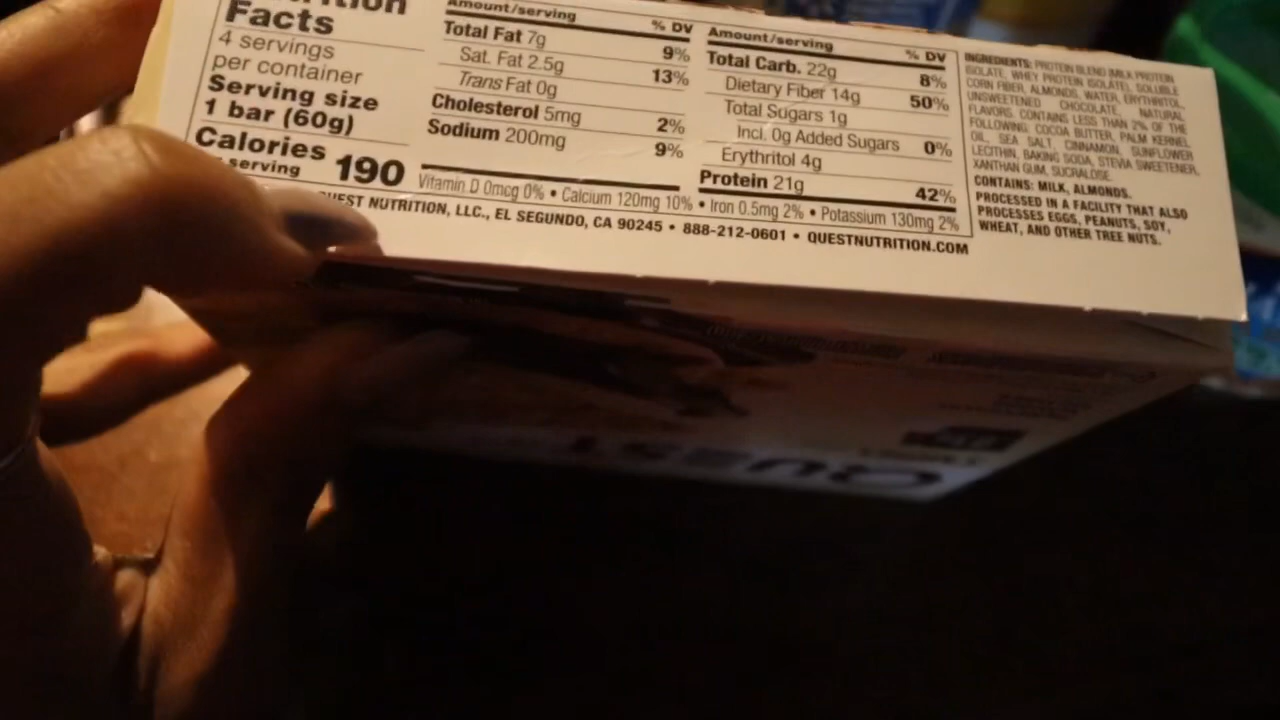 Facts
4 servings
per container
Serving size
1 bar (60g)
Calories
serving
190
Amount/serving % DV
Total Fat 7g 9%
Sat. Fat 2.5g 13%
Trans Fat 0g
Cholesterol 5mg 2%
Sodium 200mg 9%
Amount/serving % DV
Total Carb. 22g 8%
Dietary Fiber 14g 50%
Total Sugars 1g
Incl. 0g Added Sugars 0%
Erythritol 4g
Protein 21g 42%
Vitamin D 0mcg 0% • Calcium 120mg 10% • Iron 0.5mg 2% • Potassium 130mg 2%
NUTRITION, LLC., EL SEGUNDO, CA 90245 • 888-212-0601 • QUESTNUTRITION.COM
INGREDIENTS: PROTEIN BLEND (MILK PROTEIN
ISOLATE, WHEY PROTEIN ISOLATE), SOLUBLE
CORN FIBER, ALMONDS, WATER, ERYTHRITOL,
UNSWEETENED CHOCOLATE, NATURAL
FLAVORS. CONTAINS LESS THAN 2% OF THE
FOLLOWING: COCOA BUTTER, PALM KERNEL
OIL, SEA SALT, CINNAMON, SUNFLOWER
LECITHIN, BAKING SODA, STEVIA SWEETENER,
XANTHAN GUM, SUCRALOSE.
CONTAINS: MILK, ALMONDS.
PROCESSED IN A FACILITY THAT ALSO
PROCESSES EGGS, PEANUTS, SOY,
WHEAT, AND OTHER TREE NUTS.
QUEST